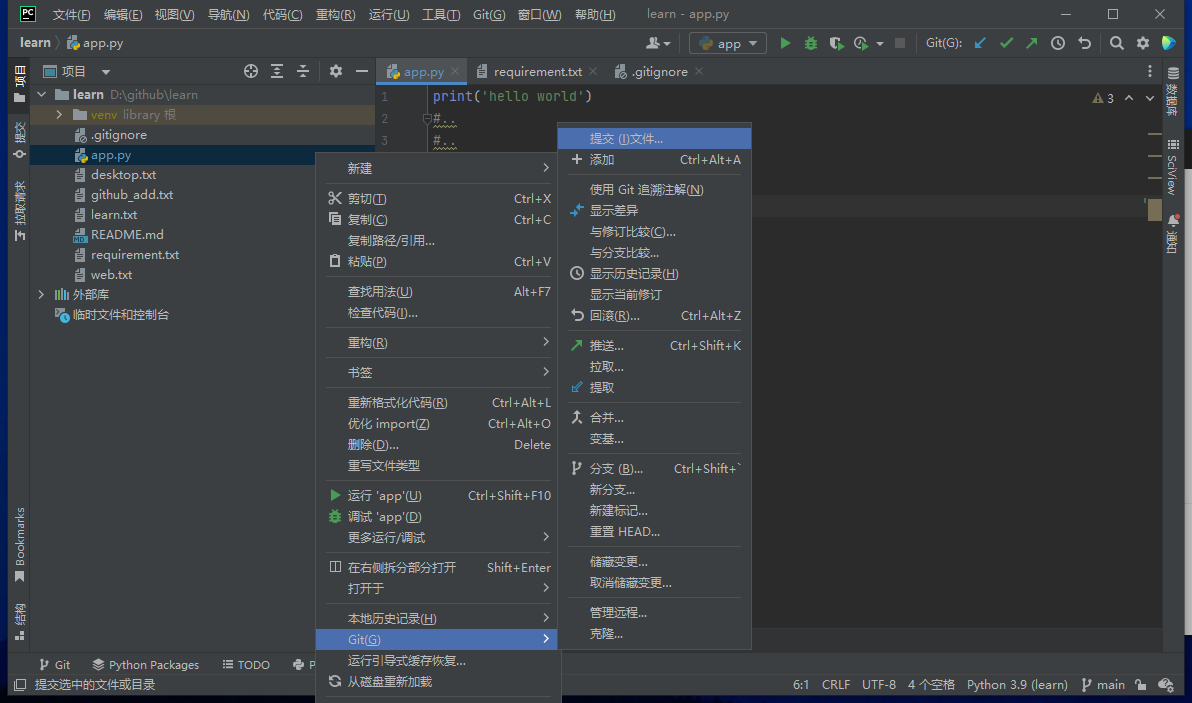 PC 文件(F) 编辑(E) 视图(V) 导航(N) 代码(C) 重构(R) 运行(U) 工具(T) Git(G) 窗口(W) 帮助(H) learn - app.py
learn app.py
app
Git(G):
项目
app.py
requirement.txt
.gitignore
learn D:\github\learn
venv library 根
.gitignore
app.py
desktop.txt
github_add.txt
learn.txt
README.md
requirement.txt
web.txt
外部库
临时文件和控制台
项目
提交
拉取请求
Bookmarks
结构
1 print('hello world')
2 #..
3 #..
3
数据库
SciView
通知
新建
剪切(T) Ctrl+X
复制(C) Ctrl+C
复制路径/引用...
粘贴(P) Ctrl+V
查找用法(U) Alt+F7
检查代码(I)...
重构(R)
书签
重新格式化代码(R) Ctrl+Alt+L
优化 import(Z) Ctrl+Alt+O
删除(D)... Delete
重写文件类型
运行 'app'(U) Ctrl+Shift+F10
调试 'app'(D)
更多运行/调试
在右侧拆分部分打开 Shift+Enter
打开于
本地历史记录(H)
Git(G)
运行引导式缓存恢复...
从磁盘重新加载
提交 (I)文件...
添加 Ctrl+Alt+A
使用 Git 追溯注解(N)
显示差异
与修订比较(C)...
与分支比较...
显示历史记录(H)
显示当前修订
回滚(R)... Ctrl+Alt+Z
推送... Ctrl+Shift+K
拉取...
提取
合并...
变基...
分支 (B)... Ctrl+Shift+`
新分支...
新建标记...
重置 HEAD...
储藏变更...
取消储藏变更...
管理远程...
克隆...
Git Python Packages TODO P
提交选中的文件或目录
6:1 CRLF UTF-8 4 个空格 Python 3.9 (learn) main